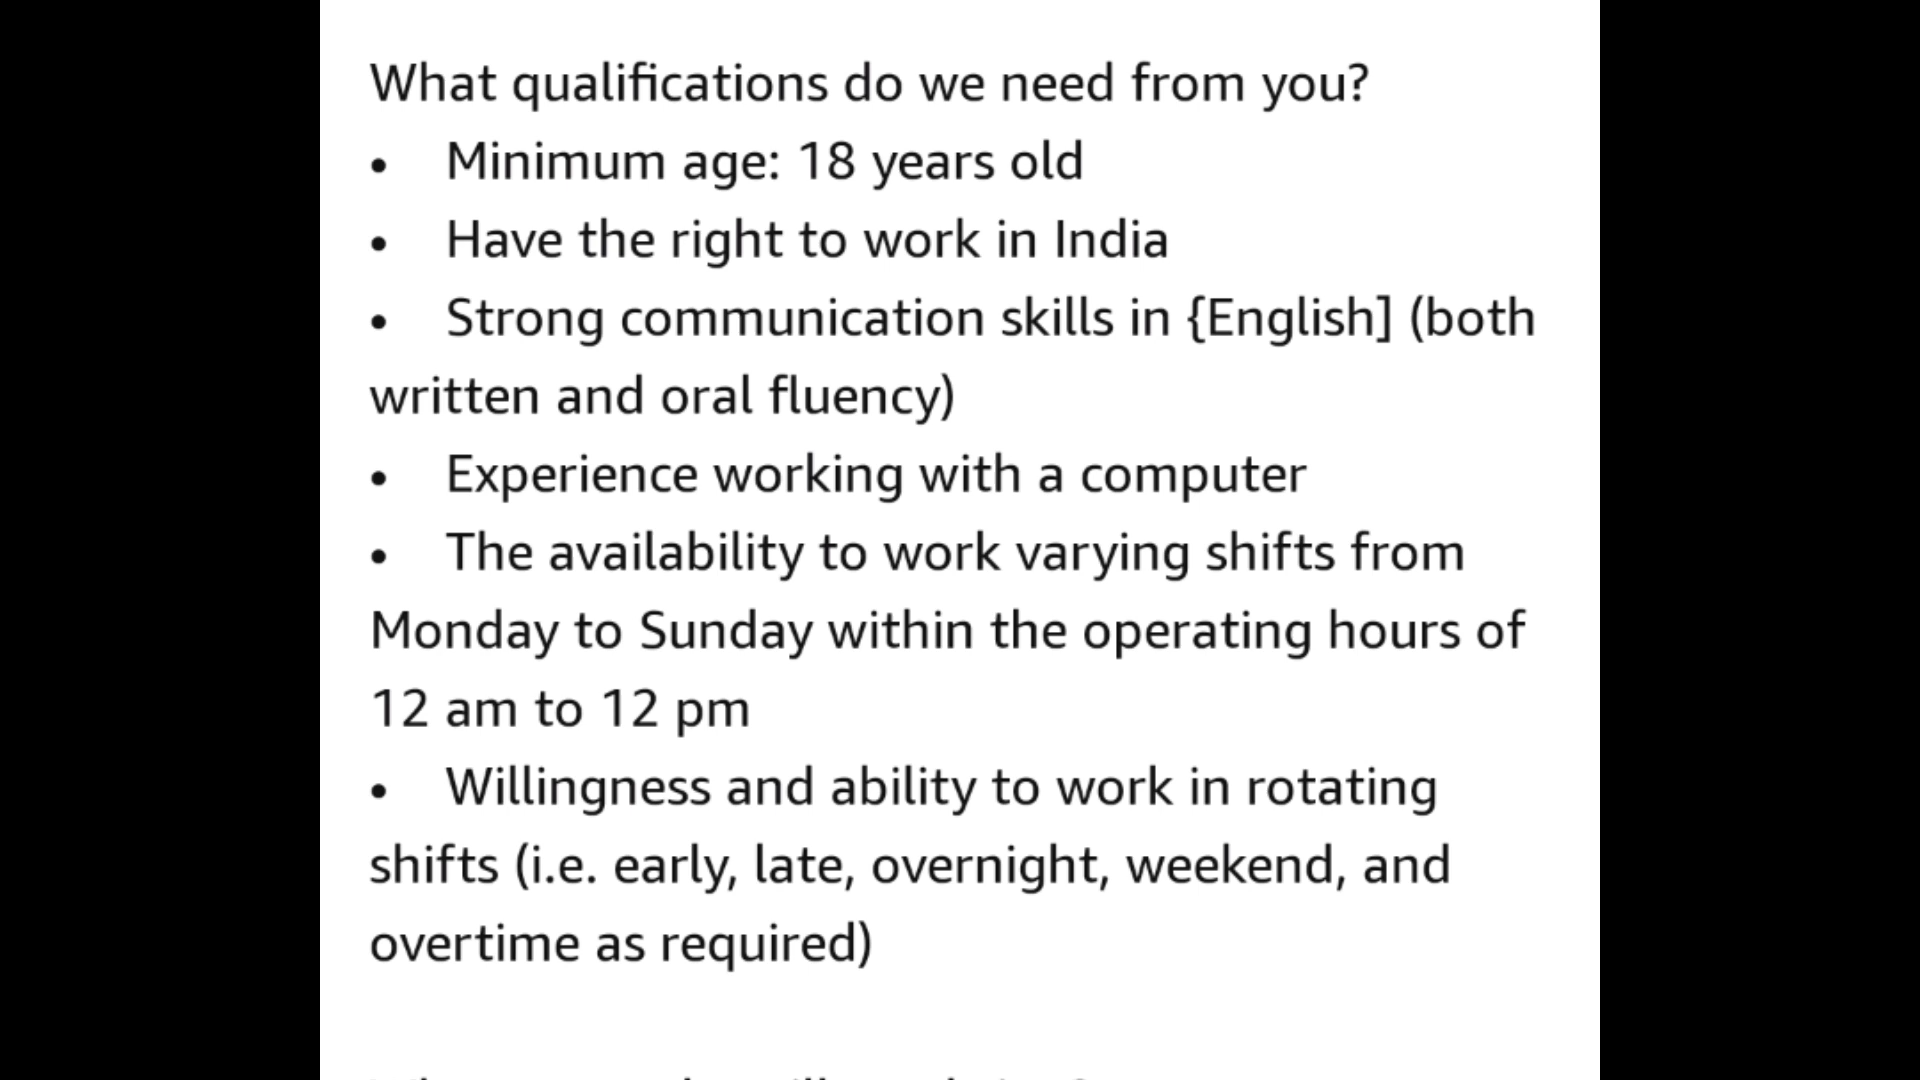 What qualifications do we need from you?
• Minimum age: 18 years old
• Have the right to work in India
• Strong communication skills in {English] (both
written and oral fluency)
• Experience working with a computer
• The availability to work varying shifts from
Monday to Sunday within the operating hours of
12 am to 12 pm
• Willingness and ability to work in rotating
shifts (i.e. early, late, overnight, weekend, and
overtime as required)